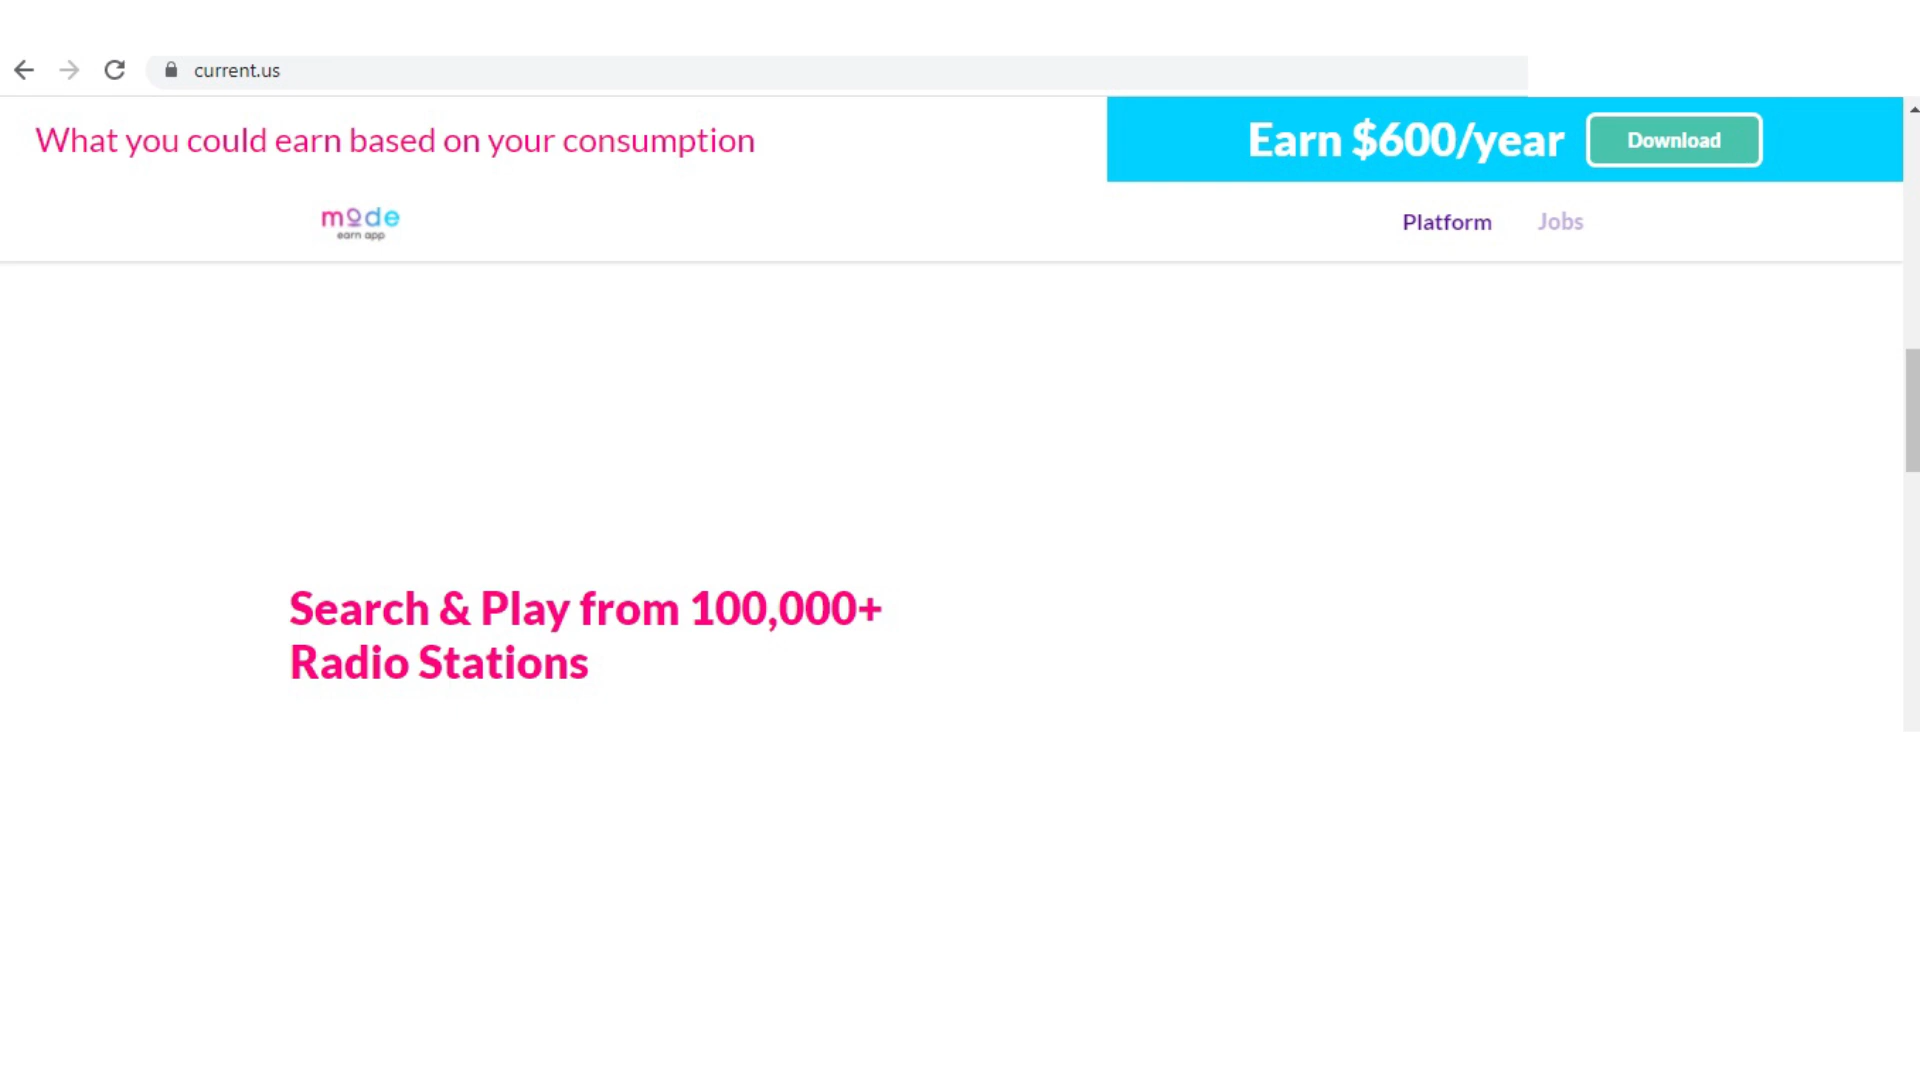 current.us
What you could earn based on your consumption
Earn $600/year
Download
mode
earn app
Platform
Jobs
Search & Play from 100,000+
Radio Stations